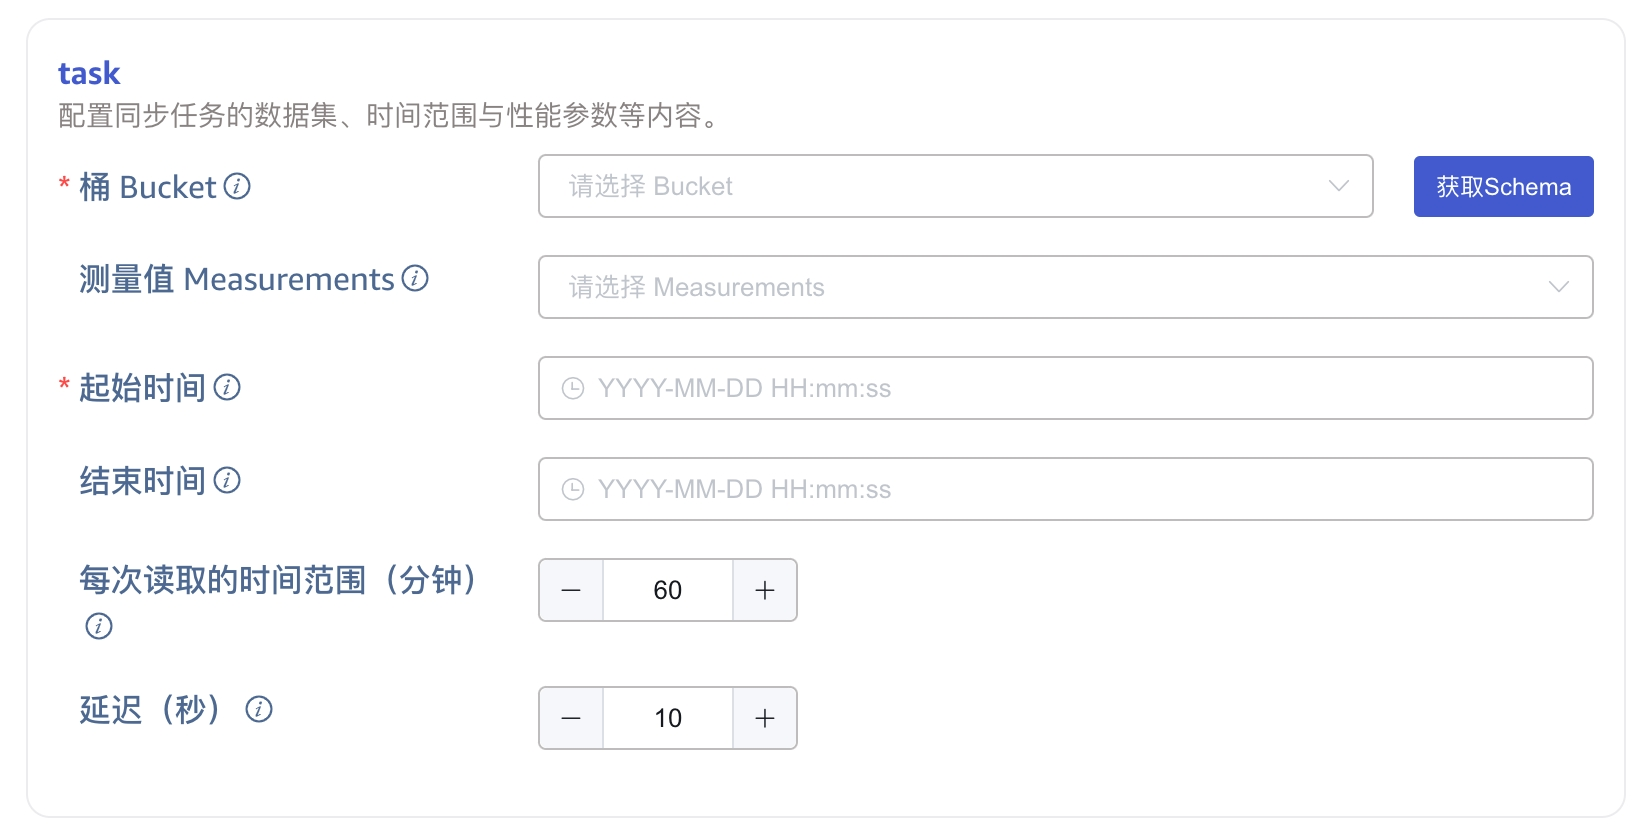 task
配置同步任务的数据集、时间范围与性能参数等内容。
* 桶 Bucket
请选择 Bucket
获取Schema
测量值 Measurements
请选择 Measurements
* 起始时间
YYYY-MM-DD HH:mm:ss
结束时间
YYYY-MM-DD HH:mm:ss
每次读取的时间范围（分钟）
60
延迟（秒）
10